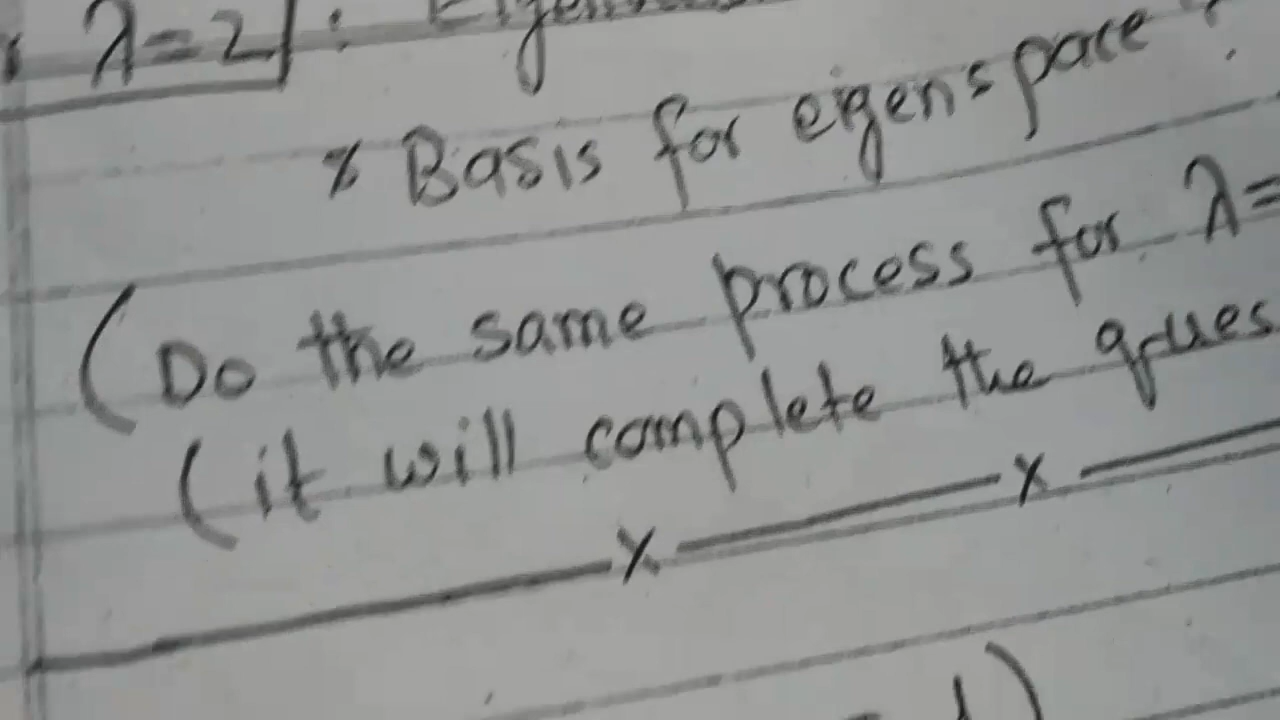 λ=2 :
* Basis for eigenspace
(Do the same process for λ=
(it will complete the ques
x x